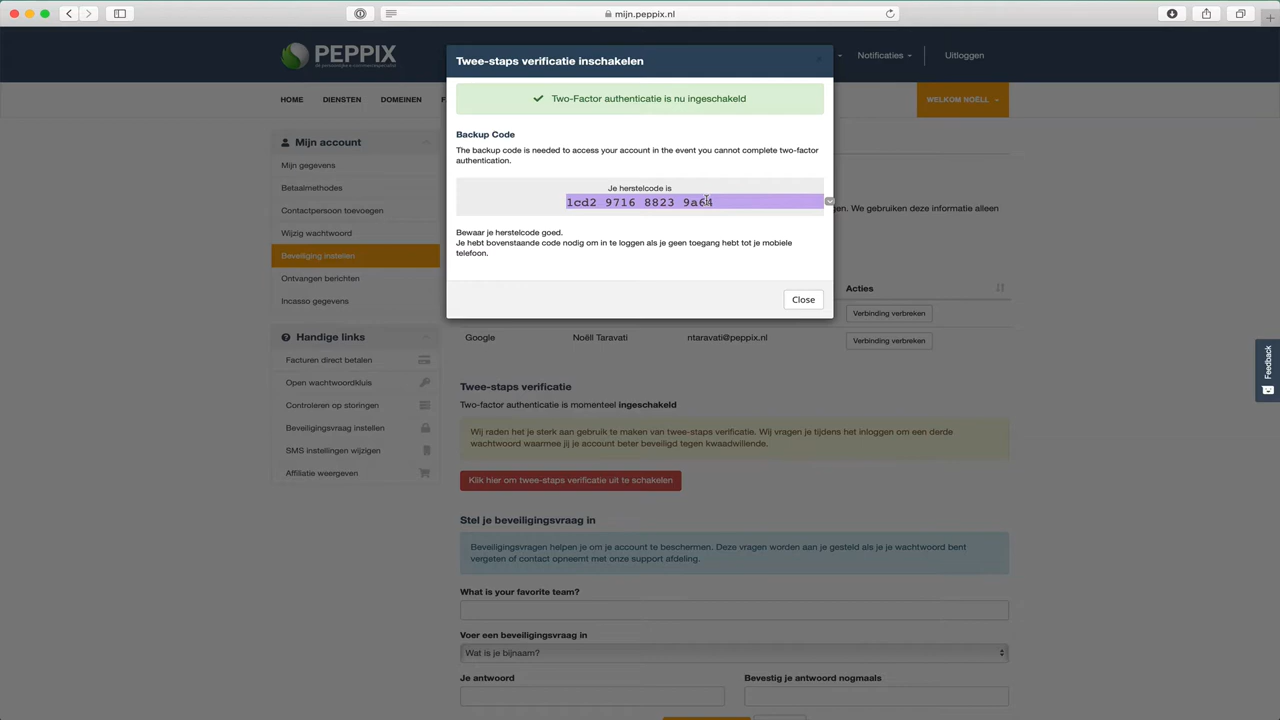 mijn.peppix.nl
PEPPIX
Notificaties
Uitloggen
HOME
DIENSTEN
DOMEINEN
WELKOM NOËLL
Twee-staps verificatie inschakelen
Two-Factor authenticatie is nu ingeschakeld
Backup Code
The backup code is needed to access your account in the event you cannot complete two-factor
authentication.
Je herstelcode is
1cd2 9716 8823 9a64
Bewaar je herstelcode goed.
Je hebt bovenstaande code nodig om in te loggen als je geen toegang hebt tot je mobiele
telefoon.
Close
Mijn account
Mijn gegevens
Betaalmethodes
Contactpersoon toevoegen
Wijzig wachtwoord
Beveiliging instellen
Ontvangen berichten
Incasso gegevens
Handige links
Facturen direct betalen
Open wachtwoordkluis
Controleren op storingen
Beveiligingsvraag instellen
SMS instellingen wijzigen
Affiliatie weergeven
We gebruiken deze informatie alleen
Acties
Verbinding verbreken
Google
Noëll Taravati
ntaravati@peppix.nl
Verbinding verbreken
Twee-staps verificatie
Two-factor authenticatie is momenteel ingeschakeld
Wij raden het je sterk aan gebruik te maken van twee-staps verificatie. Wij vragen je tijdens het inloggen om een derde
wachtwoord waarmee jij je account beter beveiligd tegen kwaadwillende.
Klik hier om twee-staps verificatie uit te schakelen
Stel je beveiligingsvraag in
Beveiligingsvragen helpen je om je account te beschermen. Deze vragen worden aan je gesteld als je je wachtwoord bent
vergeten of contact opneemt met onze support afdeling.
What is your favorite team?
Voer een beveiligingsvraag in
Wat is je bijnaam?
Je antwoord
Bevestig je antwoord nogmaals
Feedback